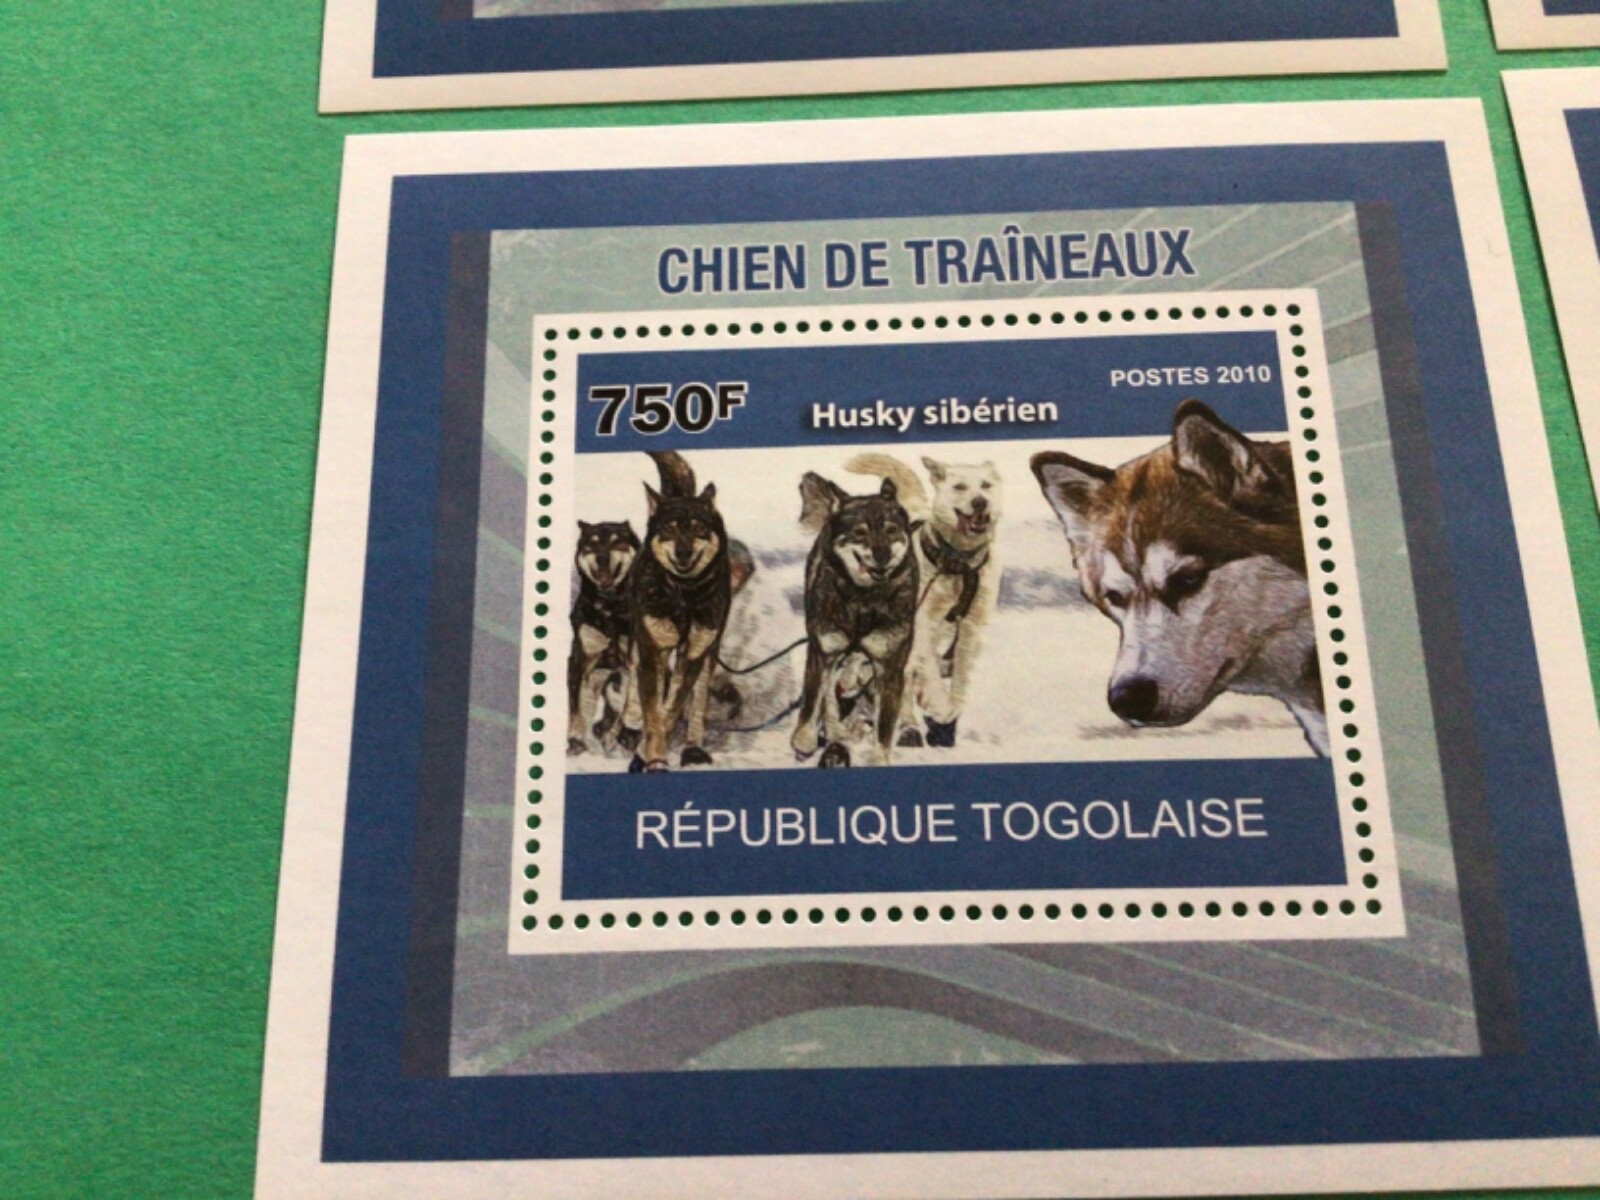 CHIEN DE TRAÎNEAUX
750F
Husky sibérien
POSTES 2010
RÉPUBLIQUE TOGOLAISE